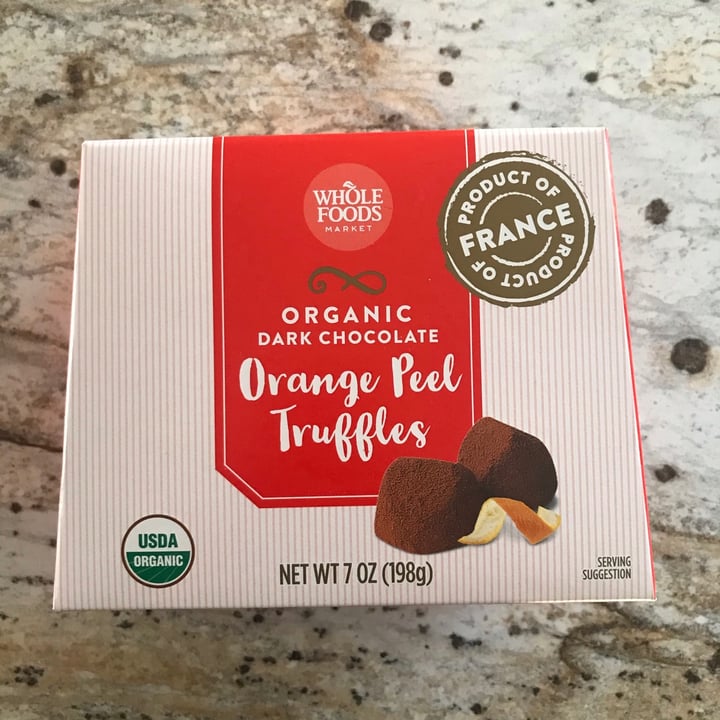 WHOLE
FOODS
MARKET
PRODUCT OF
FRANCE
PRODUCT OF
ORGANIC
DARK CHOCOLATE
Orange Peel
Truffles
USDA
ORGANIC
NET WT 7 OZ (198g)
SERVING
SUGGESTION